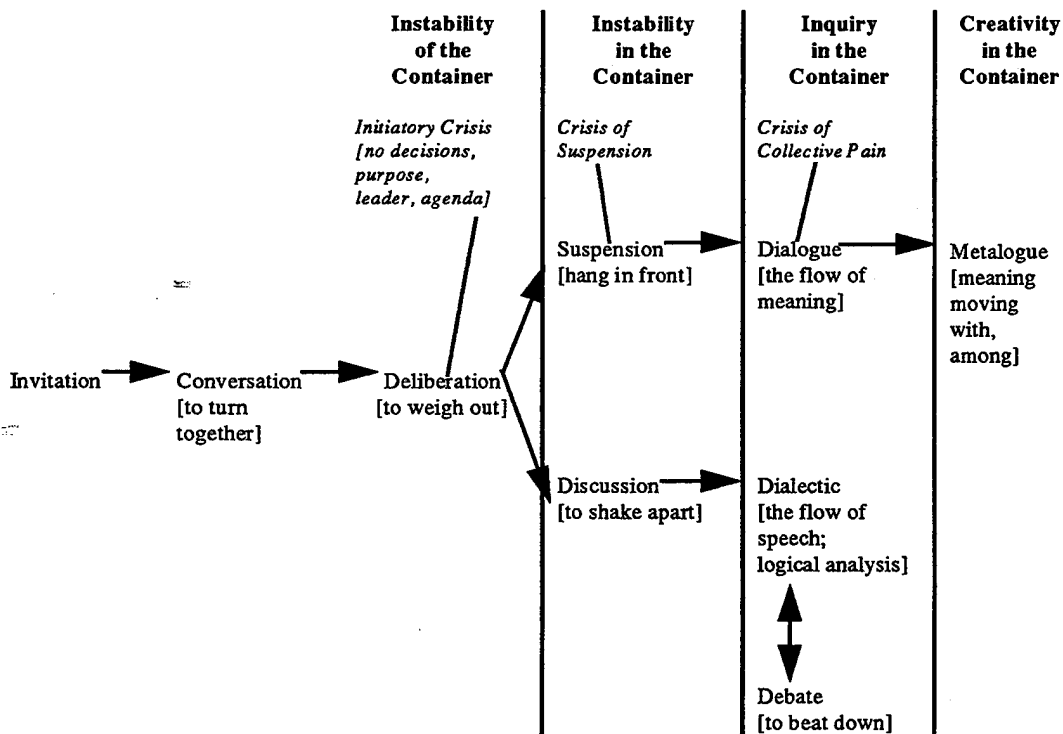 Instability
of the
Container
Instability
in the
Container
Inquiry
in the
Container
Creativity
in the
Container
Initiatory Crisis
[no decisions,
purpose,
leader, agenda]
Crisis of
Suspension
Crisis of
Collective Pain
Suspension
[hang in front]
Dialogue
[the flow of
meaning]
Metalogue
[meaning
moving
with,
among]
Invitation
Conversation
[to turn
together]
Deliberation
[to weigh out]
Discussion
[to shake apart]
Dialectic
[the flow of
speech;
logical analysis]
Debate
[to beat down]